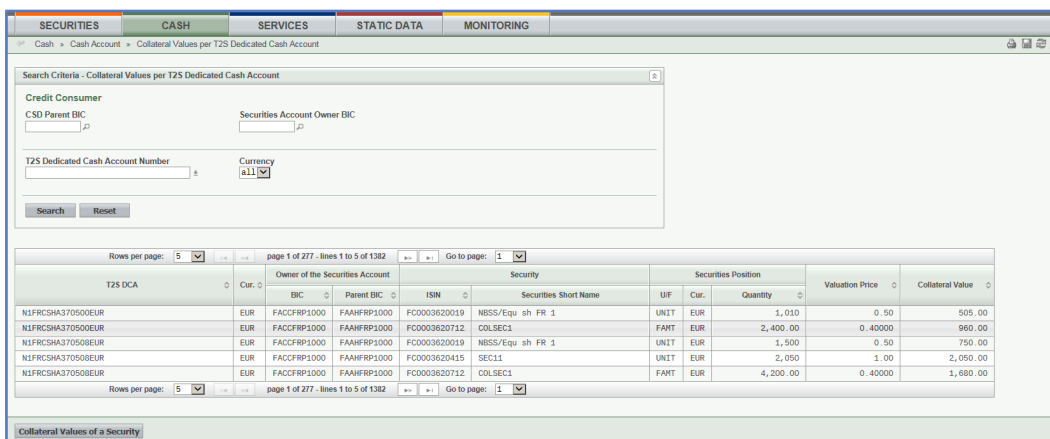 SECURITIES CASH SERVICES STATIC DATA MONITORING
Cash » Cash Account » Collateral Values per T2S Dedicated Cash Account
Search Criteria - Collateral Values per T2S Dedicated Cash Account
Credit Consumer
CSD Parent BIC Securities Account Owner BIC
T2S Dedicated Cash Account Number Currency
all
Search Reset
Rows per page: 5 page 1 of 277 - lines 1 to 5 of 1382 Go to page: 1
T2S DCA Cur. Owner of the Securities Account Security Securities Position Valuation Price Collateral Value
BIC Parent BIC ISIN Securities Short Name U/F Cur. Quantity
N1FRCSHA370500EUR EUR FACCFRP1000 FAAHFRP1000 FC0003620019 NBSS/Equ sh FR 1 UNIT EUR 1,010 0.50 505.00
N1FRCSHA370508EUR EUR FACCFRP1000 FAAHFRP1000 FC0003620712 COLSEC1 FAMT EUR 2,400.00 0.40000 960.00
N1FRCSHA370508EUR EUR FACCFRP1000 FAAHFRP1000 FC0003620019 NBSS/Equ sh FR 1 UNIT EUR 1,500 0.50 750.00
N1FRCSHA370508EUR EUR FACCFRP1000 FAAHFRP1000 FC0003620415 SEC11 UNIT EUR 2,050 1.00 2,050.00
N1FRCSHA370508EUR EUR FACCFRP1000 FAAHFRP1000 FC0003620712 COLSEC1 FAMT EUR 4,200.00 0.40000 1,680.00
Rows per page: 5 page 1 of 277 - lines 1 to 5 of 1382 Go to page: 1
Collateral Values of a Security